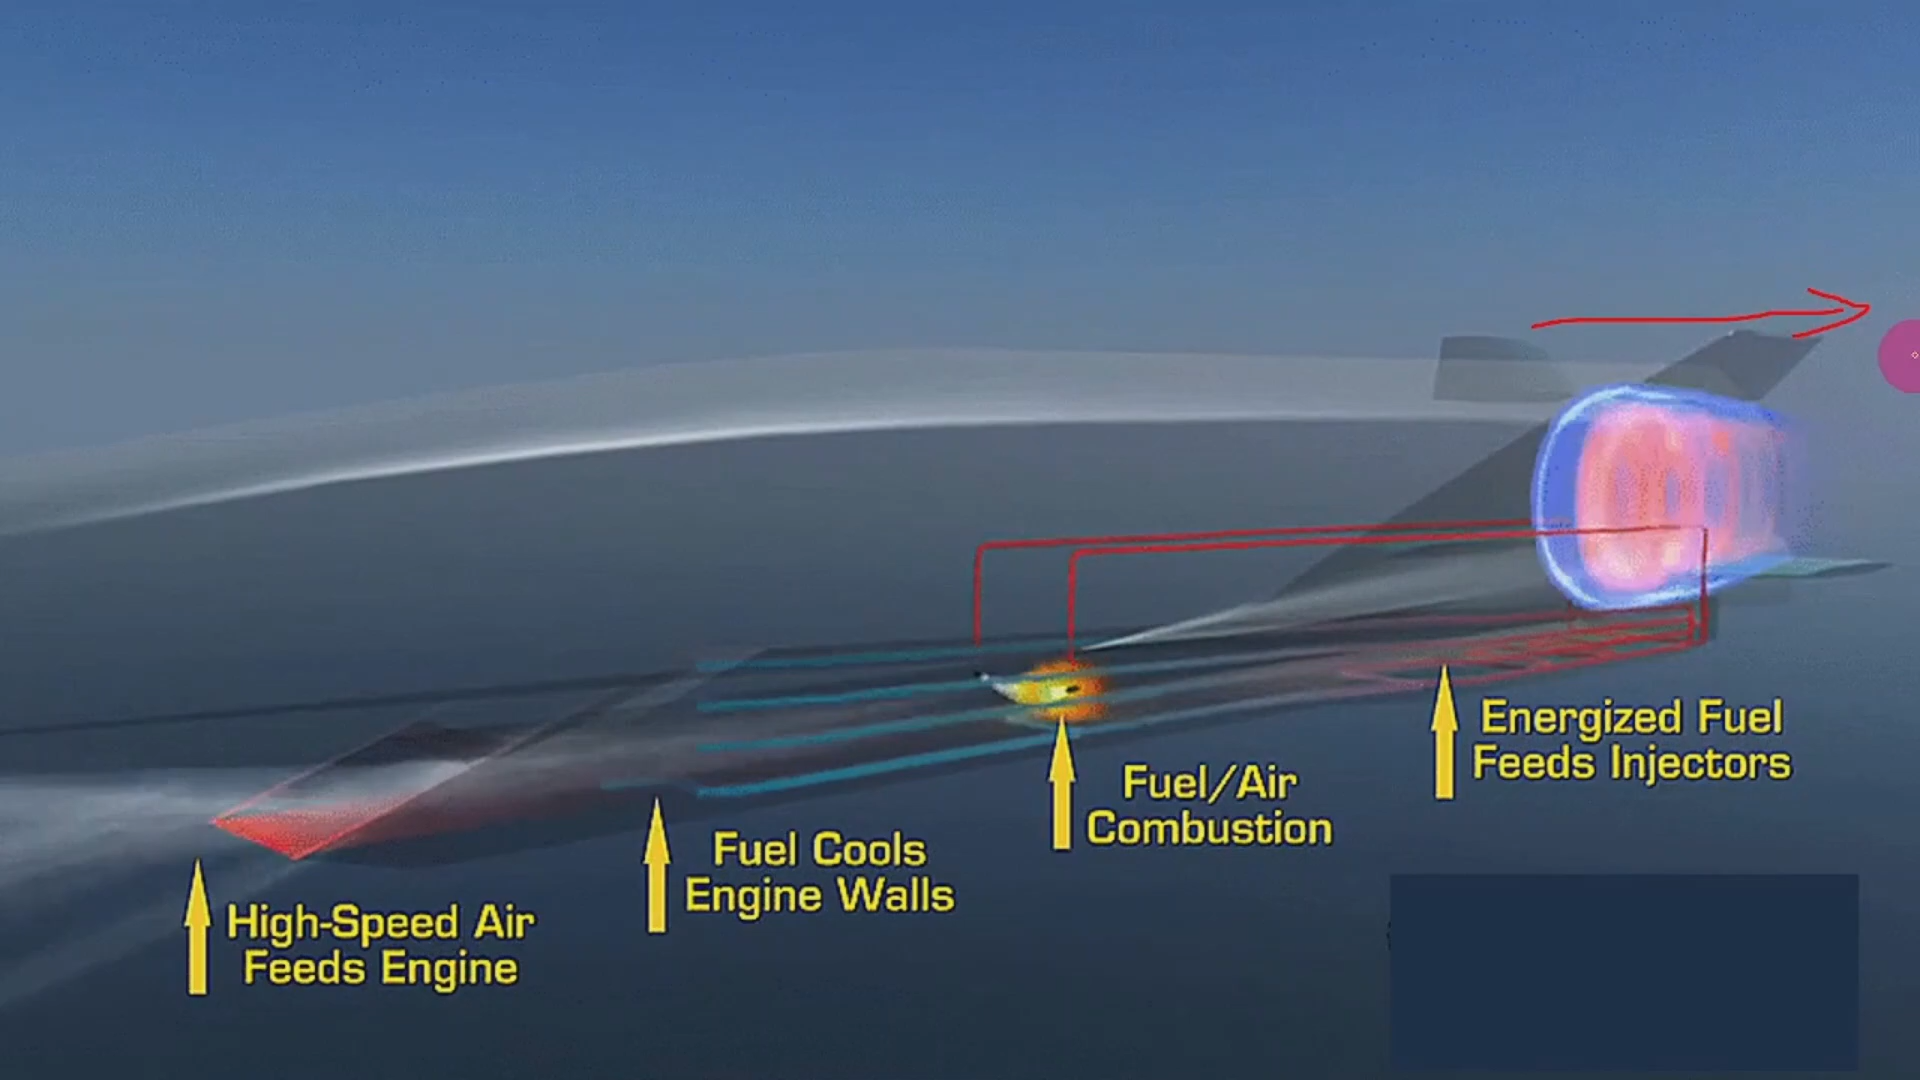 High-Speed Air
Feeds Engine
Fuel Cools
Engine Walls
Fuel/Air
Combustion
Energized Fuel
Feeds Injectors